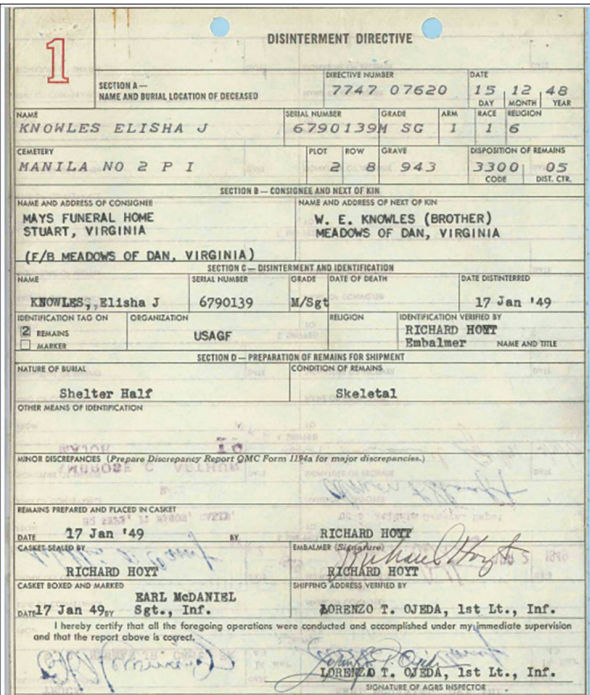 1
DISINTERMENT DIRECTIVE
SECTION A—
NAME AND BURIAL LOCATION OF DECEASED
DIRECTIVE NUMBER
7747 07620
DATE
15 12 48
DAY MONTH YEAR
NAME
KNOWLES ELISHA J
SERIAL NUMBER
6790139M
GRADE
SG
ARM
1
RACE
1
RELIGION
6
CEMETERY
MANILA NO 2 P I
PLOT
2
ROW
8
GRAVE
943
DISPOSITION OF REMAINS
3300 05
CODE DIST. CTR.
SECTION B—CONSIGNEE AND NEXT OF KIN
NAME AND ADDRESS OF CONSIGNEE
MAYS FUNERAL HOME
STUART, VIRGINIA
(F/B MEADOWS OF DAN, VIRGINIA)
NAME AND ADDRESS OF NEXT OF KIN
W. E. KNOWLES (BROTHER)
MEADOWS OF DAN, VIRGINIA
SECTION C—DISINTERMENT AND IDENTIFICATION
NAME
KNOWLES, Elisha J
SERIAL NUMBER
6790139
GRADE
M/Sgt
DATE OF DEATH
DATE DISTINTERRED
17 Jan '49
IDENTIFICATION TAG ON
2 REMAINS
MARKER
ORGANIZATION
USAGF
RELIGION
IDENTIFICATION VERIFIED BY
RICHARD HOYT
Embalmer NAME AND TITLE
SECTION D—PREPARATION OF REMAINS FOR SHIPMENT
NATURE OF BURIAL
Shelter Half
CONDITION OF REMAINS
Skeletal
OTHER MEANS OF IDENTIFICATION
MINOR DISCREPANCIES (Prepare Discrepancy Report QMC Form 1194a for major discrepancies.)
REMAINS PREPARED AND PLACED IN CASKET
DATE 17 Jan '49 BY RICHARD HOYT
CASKET SEALED BY
RICHARD HOYT
EMBALMER (Signature)
RICHARD HOYT
CASKET BOXED AND MARKED
EARL McDANIEL
DATE 17 Jan 49 BY Sgt., Inf.
SHIPPING ADDRESS VERIFIED BY
LORENZO T. OJEDA, 1st Lt., Inf.
I hereby certify that all the foregoing operations were conducted and accomplished under my immediate supervision
and that the report above is correct.
LORENZO T. OJEDA, 1st Lt., Inf.
SIGNATURE OF AGRS INSPECTOR